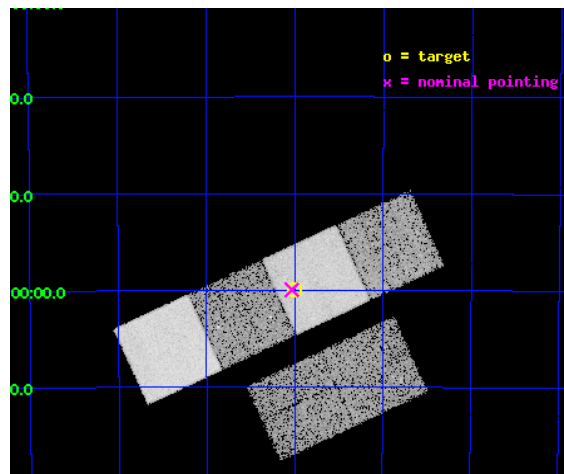 o = target
x = nominal pointing
0.0
0.0
00:00.0
0.0